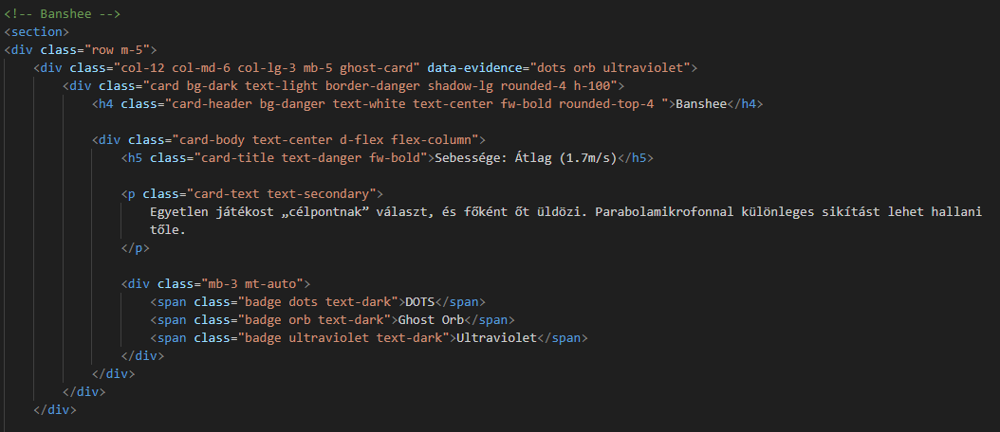 <!-- Banshee -->
<section>
<div class="row m-5">
<div class="col-12 col-md-6 col-lg-3 mb-5 ghost-card" data-evidence="dots orb ultraviolet">
<div class="card bg-dark text-light border-danger shadow-lg rounded-4 h-100">
<h4 class="card-header bg-danger text-white text-center fw-bold rounded-top-4 ">Banshee</h4>
<div class="card-body text-center d-flex flex-column">
<h5 class="card-title text-danger fw-bold">Sebessége: Átlag (1.7m/s)</h5>
<p class="card-text text-secondary">
Egyetlen játékost „célpontnak” választ, és főként őt üldözi. Parabolamikrofonnal különleges sikítást lehet hallani
tőle.
</p>
<div class="mb-3 mt-auto">
<span class="badge dots text-dark">DOTS</span>
<span class="badge orb text-dark">Ghost Orb</span>
<span class="badge ultraviolet text-dark">Ultraviolet</span>
</div>
</div>
</div>
</div>